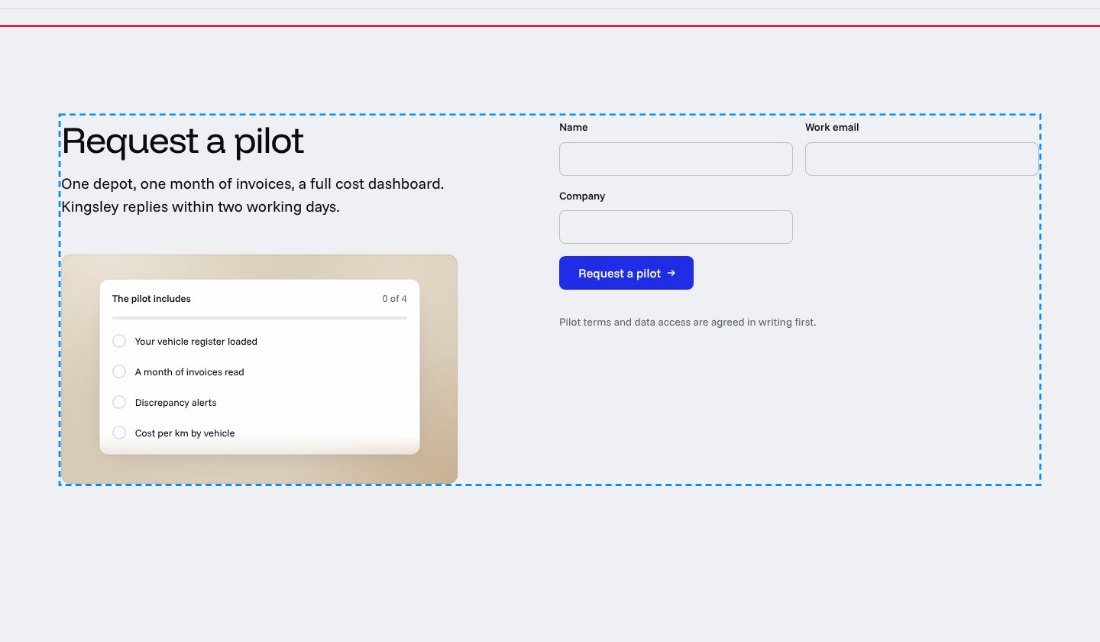 Request a pilot
One depot, one month of invoices, a full cost dashboard.
Kingsley replies within two working days.
The pilot includes
0 of 4
Your vehicle register loaded
A month of invoices read
Discrepancy alerts
Cost per km by vehicle
Name
Work email
Company
Request a pilot →
Pilot terms and data access are agreed in writing first.